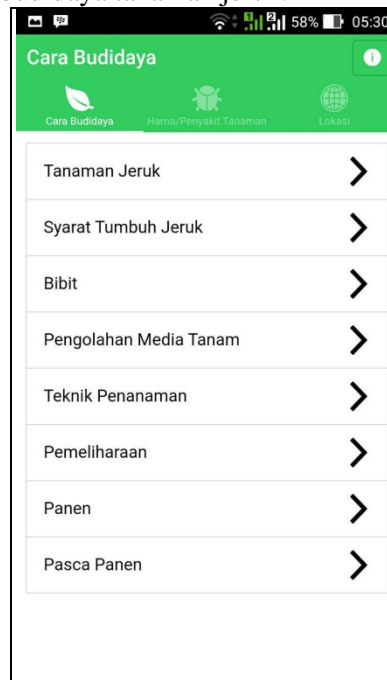 58% 05:30
Cara Budidaya
Cara Budidaya Hama/Penyakit Tanaman Lokasi
Tanaman Jeruk
Syarat Tumbuh Jeruk
Bibit
Pengolahan Media Tanam
Teknik Penanaman
Pemeliharaan
Panen
Pasca Panen